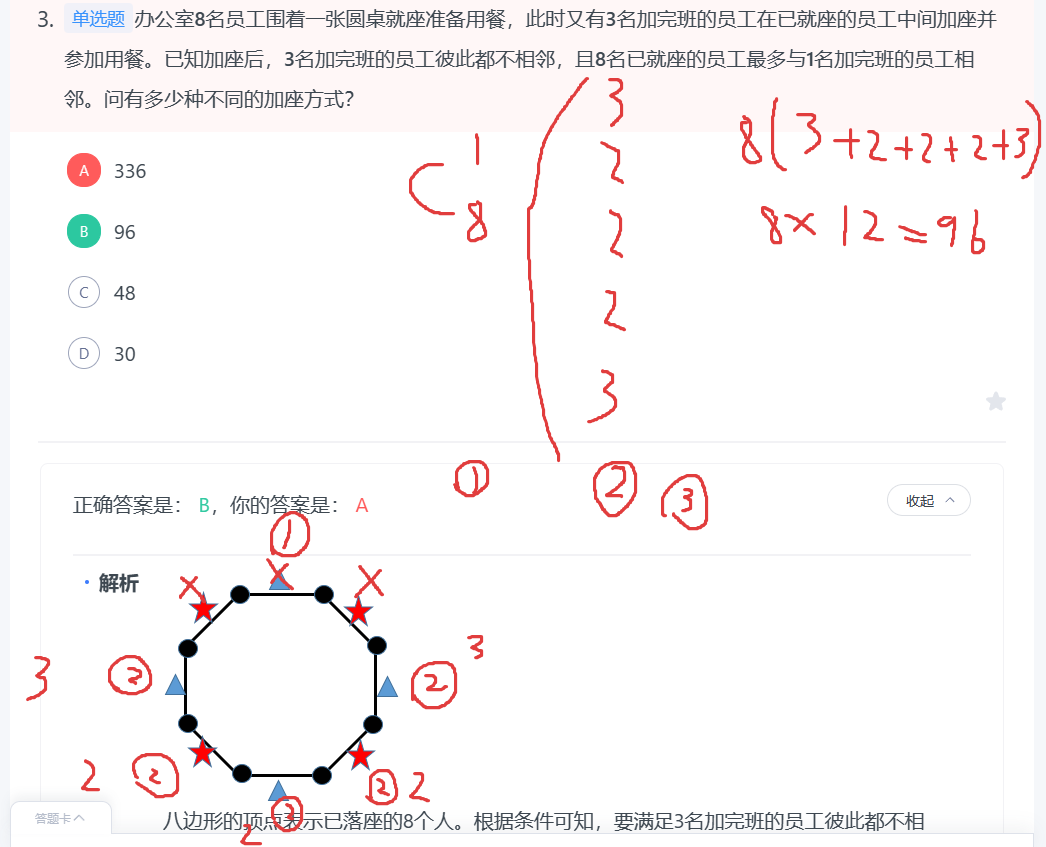 3. 单选题 办公室8名员工围着一张圆桌就座准备用餐，此时又有3名加完班的员工在已就座的员工中间加座并
参加用餐。已知加座后，3名加完班的员工彼此都不相邻，且8名已就座的员工最多与1名加完班的员工相
邻。问有多少种不同的加座方式？
3
8(3+2+2+2+3)
A 336
1
2
C
8
B 96
2
8×12=96
C 48
2
D 30
3
①
②
③
正确答案是： B，你的答案是： A
收起
①
· 解析
X
X
X
3
②
②
3
2
②
②
2
②
2
答题卡
八边形的顶点表示已落座的8个人。根据条件可知，要满足3名加完班的员工彼此都不相